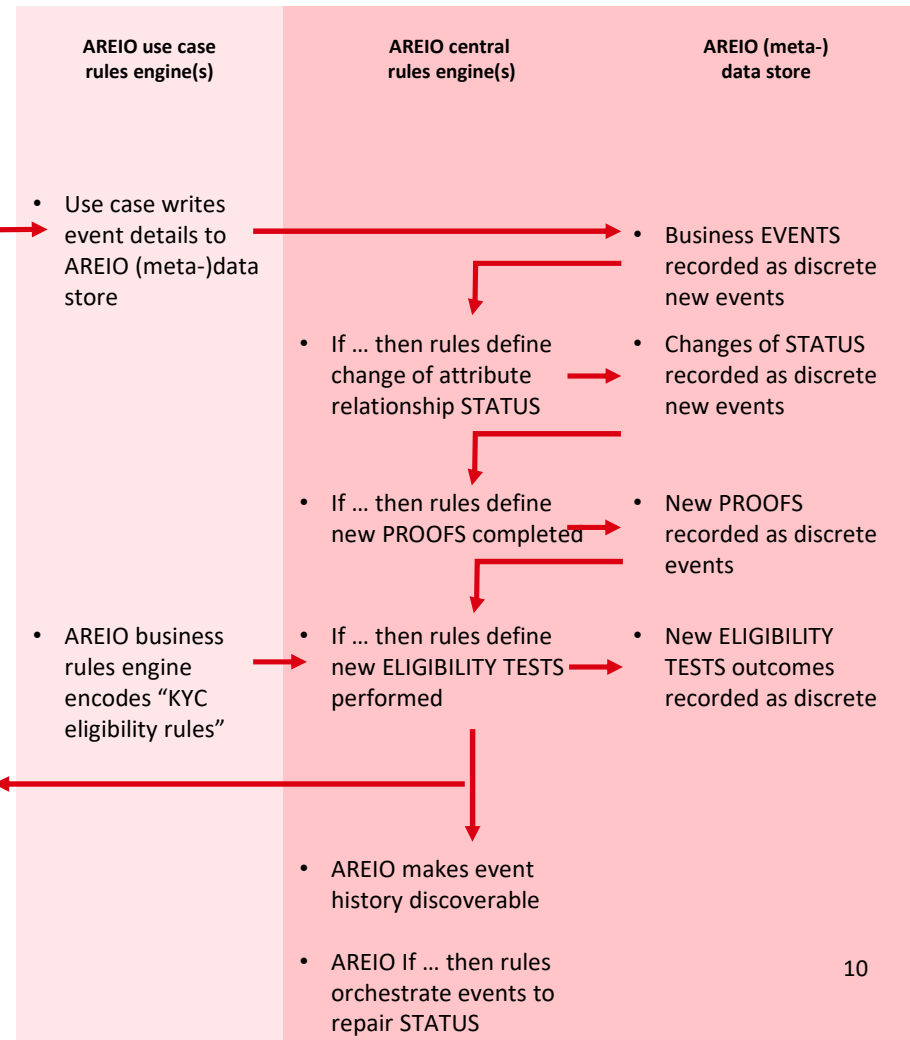 AREIO use case
rules engine(s)
AREIO central
rules engine(s)
AREIO (meta-)
data store
• Use case writes
event details to
AREIO (meta-)data
store
• Business EVENTS
recorded as discrete
new events
• If … then rules define
change of attribute
relationship STATUS
• Changes of STATUS
recorded as discrete
new events
• If … then rules define
new PROOFS completed
• New PROOFS
recorded as discrete
events
• AREIO business
rules engine
encodes “KYC
eligibility rules”
• If … then rules define
new ELIGIBILITY TESTS
performed
• New ELIGIBILITY
TESTS outcomes
recorded as discrete
• AREIO makes event
history discoverable
• AREIO If … then rules
orchestrate events to
repair STATUS
10